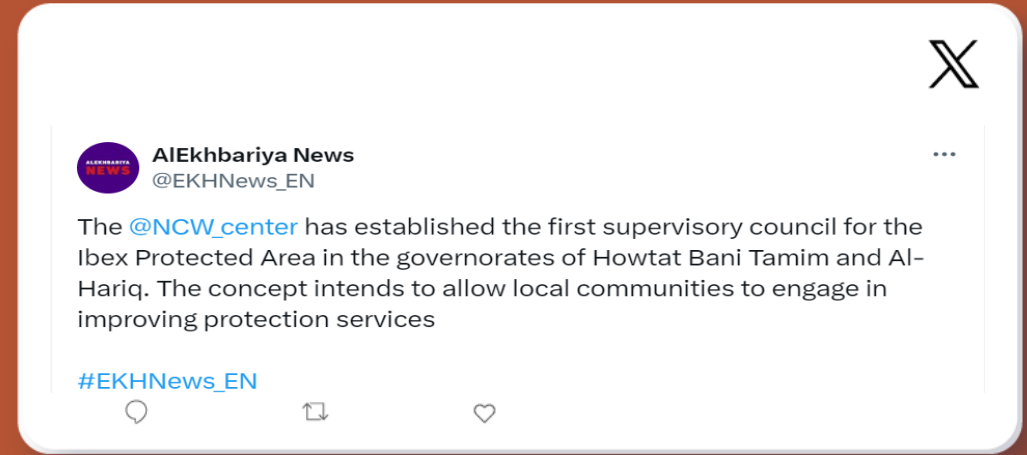 AlEkhbariya News
@EKHNews_EN
ALEKHBARIYA
NEWS
The @NCW_center has established the first supervisory council for the
Ibex Protected Area in the governorates of Howtat Bani Tamim and Al-
Hariq. The concept intends to allow local communities to engage in
improving protection services
#EKHNews_EN